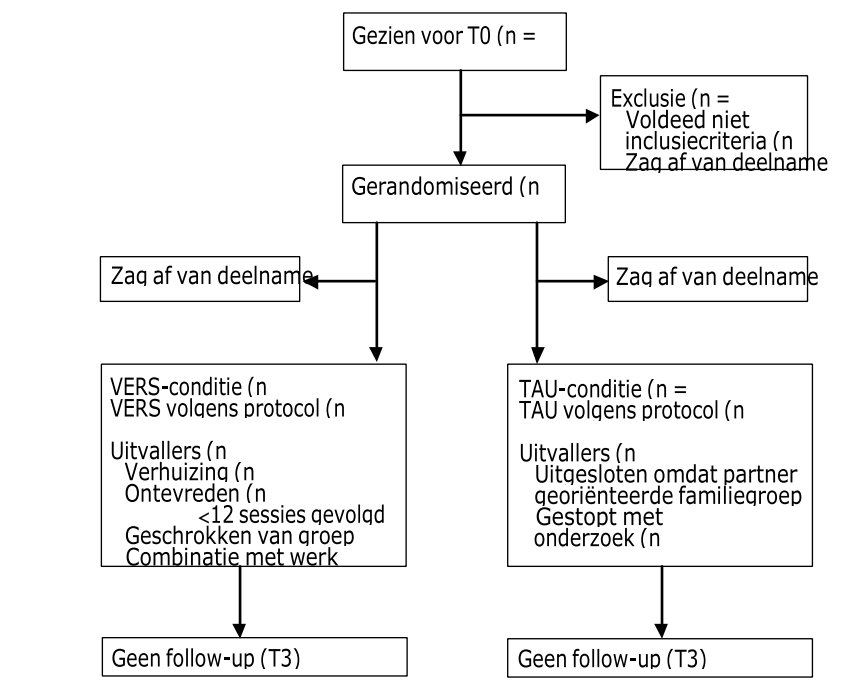 Gezien voor T0 (n =
Exclusie (n =
Voldeed niet
inclusiecriteria (n
Zag af van deelname
Gerandomiseerd (n
Zag af van deelname
Zag af van deelname
VERS-conditie (n
VERS volgens protocol (n
Uitvallers (n
Verhuizing (n
Ontevreden (n
<12 sessies gevolgd
Geschrokken van groep
Combinatie met werk
TAU-conditie (n =
TAU volgens protocol (n
Uitvallers (n
Uitgesloten omdat partner
georiënteerde familiegroep
Gestopt met
onderzoek (n
Geen follow-up (T3)
Geen follow-up (T3)